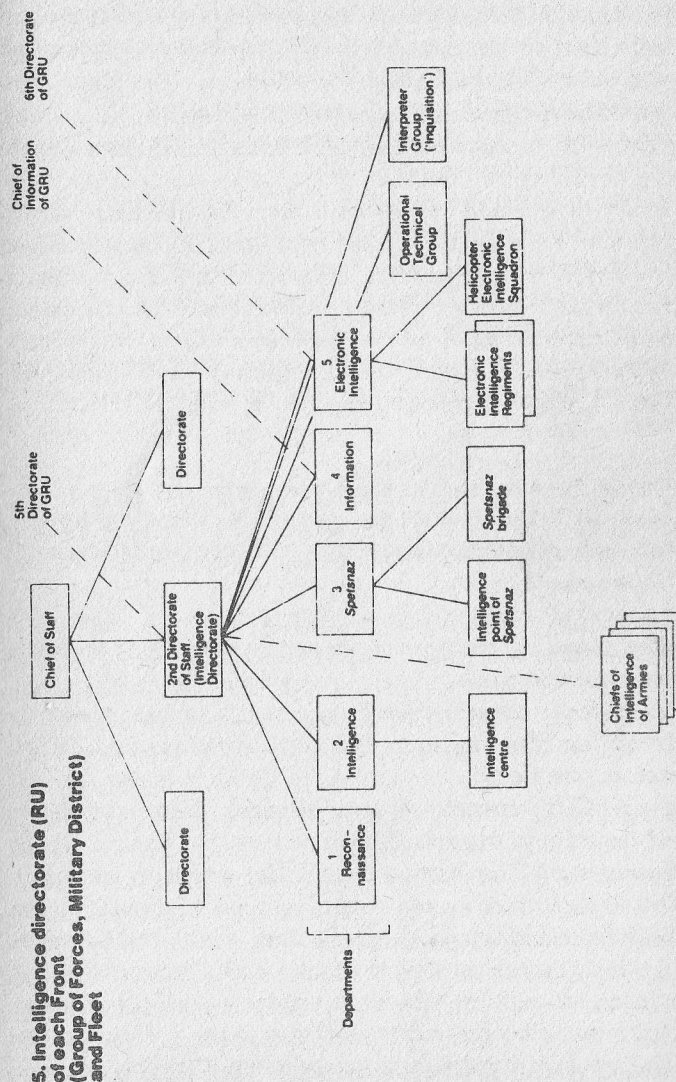 5. Intelligence directorate (RU)
of each Front
(Group of Forces, Military District)
and Fleet
Chief of Staff
5th
Directorate
of GRU
Chief of
Information
of GRU
6th Directorate
of GRU
Directorate
2nd Directorate
of Staff
(Intelligence
Directorate)
Directorate
Departments
1
Recon-
naissance
2
Intelligence
3
Spetsnaz
4
Information
5
Electronic
Intelligence
Operational
Technical
Group
Interpreter
Group
('Inquisition')
Intelligence
centre
Intelligence
point of
Spetsnaz
Spetsnaz
brigade
Electronic
Intelligence
Regiments
Helicopter
Electronic
Intelligence
Squadron
Chiefs of
Intelligence
of Armies